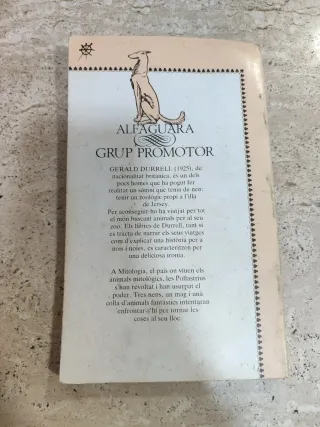 ALFAGUARA
GRUP PROMOTOR
GERALD DURRELL (1925), de
nacionalitat britànica, és un dels
pocs homes que ha pogut fer
realitat un somni que tenia de nen:
tenir un zoològic propi a l'illa
de Jersey.
Per aconseguir-ho ha viatjat per tot
el món buscant animals per al seu
zoo. Els llibres de Durrell, tant si
es tracta de narrar els seus viatges
com d'explicar una història per a
nois i noies, es caracteritzen per
una deliciosa ironia.
A Mitologia, el país on viuen els
animals mitològics, les Pollastrius
s'han revoltat i han usurpat el
poder. Tres nens, un mag i una
colla d'animals fantàstics intentaran
enfrontar-s'hi per tornar les
coses al seu lloc.